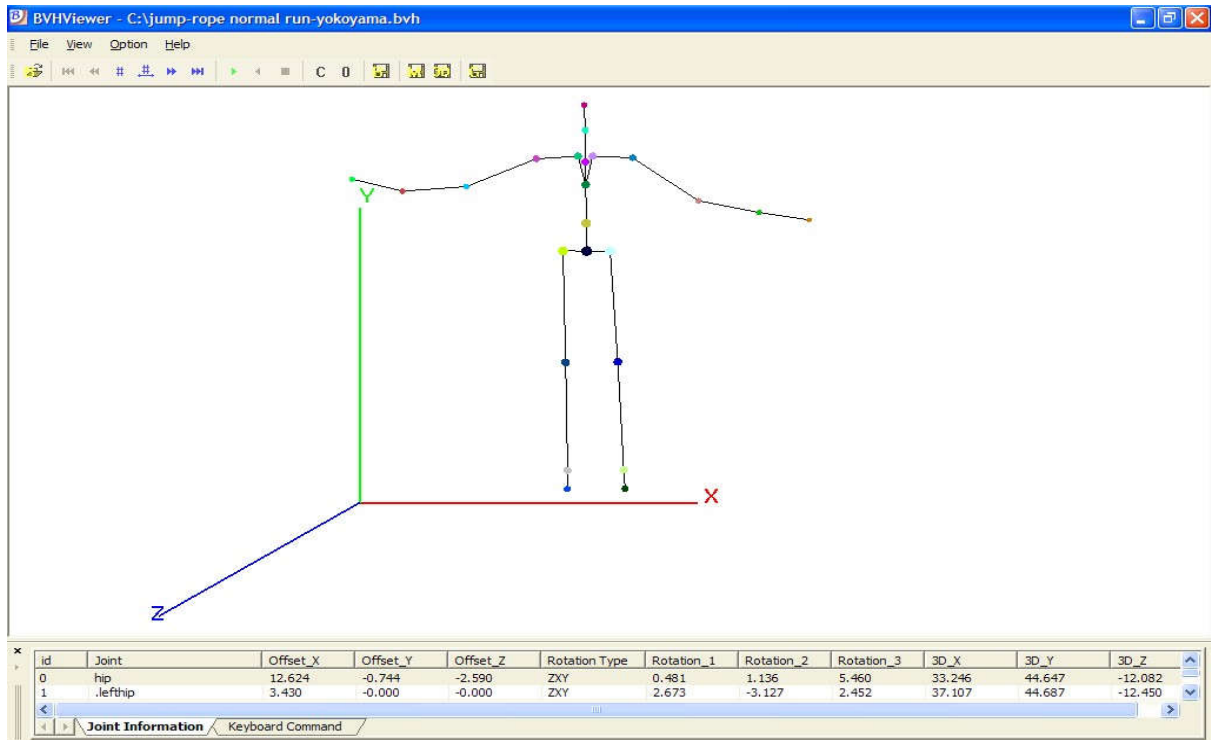 BVHViewer - C:\jump-rope normal run-yokoyama.bvh
File View Option Help
C 0
Y
X
Z
id Joint Offset_X Offset_Y Offset_Z Rotation Type Rotation_1 Rotation_2 Rotation_3 3D_X 3D_Y 3D_Z
0 hip 12.624 -0.744 -2.590 ZXY 0.481 1.136 5.460 33.246 44.647 -12.082
1 .lefthip 3.430 -0.000 -0.000 ZXY 2.673 -3.127 2.452 37.107 44.687 -12.450
Joint Information Keyboard Command